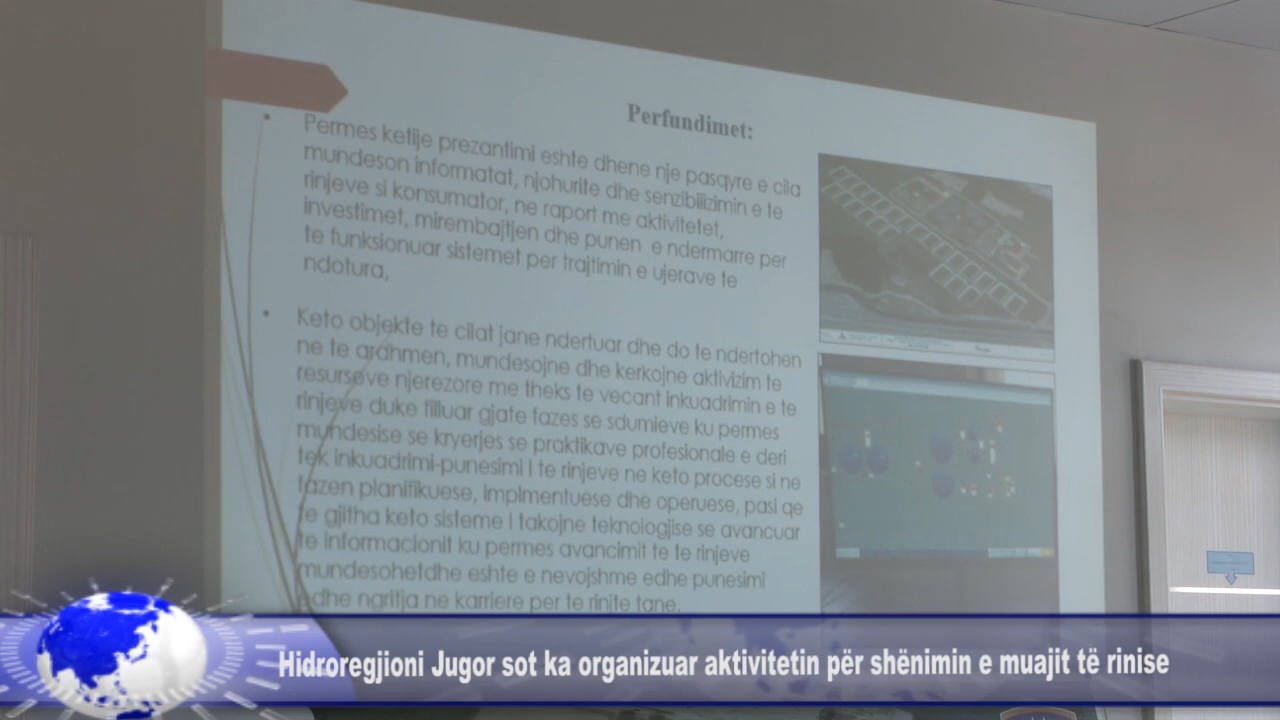 Perfundimet:
• Permes ketije prezantimi eshte dhene nje pasqyre e cila
mundeson informatat, njohurite dhe senzibilizimin e te
rinjeve si konsumator, ne raport me aktivitetet,
investimet, mirembajtjen dhe punen e ndermarre per
te funksionuar sistemet per trajtimin e ujerave te
ndotura,
• Keto objekte te cilat jane ndertuar dhe do te ndertohen
ne te ardhmen, mundesojne dhe kerkojne aktivizim te
resurseve njerezore me theks te vecant inkuadrimin e te
rinjeve duke filluar gjate fazes se sdumieve ku permes
mundesise se kryerjes se praktikave profesionale e deri
tek inkuadrimi-punesimi I te rinjeve ne keto procese si ne
fazen planifikuese, implmentuese dhe operuese, pasi qe
te gjitha keto sisteme I takojne teknologjise se avancuar
te informacionit ku permes avancimit te te rinjeve
mundesohetdhe eshte e nevojshme edhe punesimi
edhe ngritja ne karriere per te rinjte tane.
Hidroregjioni Jugor sot ka organizuar aktivitetin për shënimin e muajit të rinise